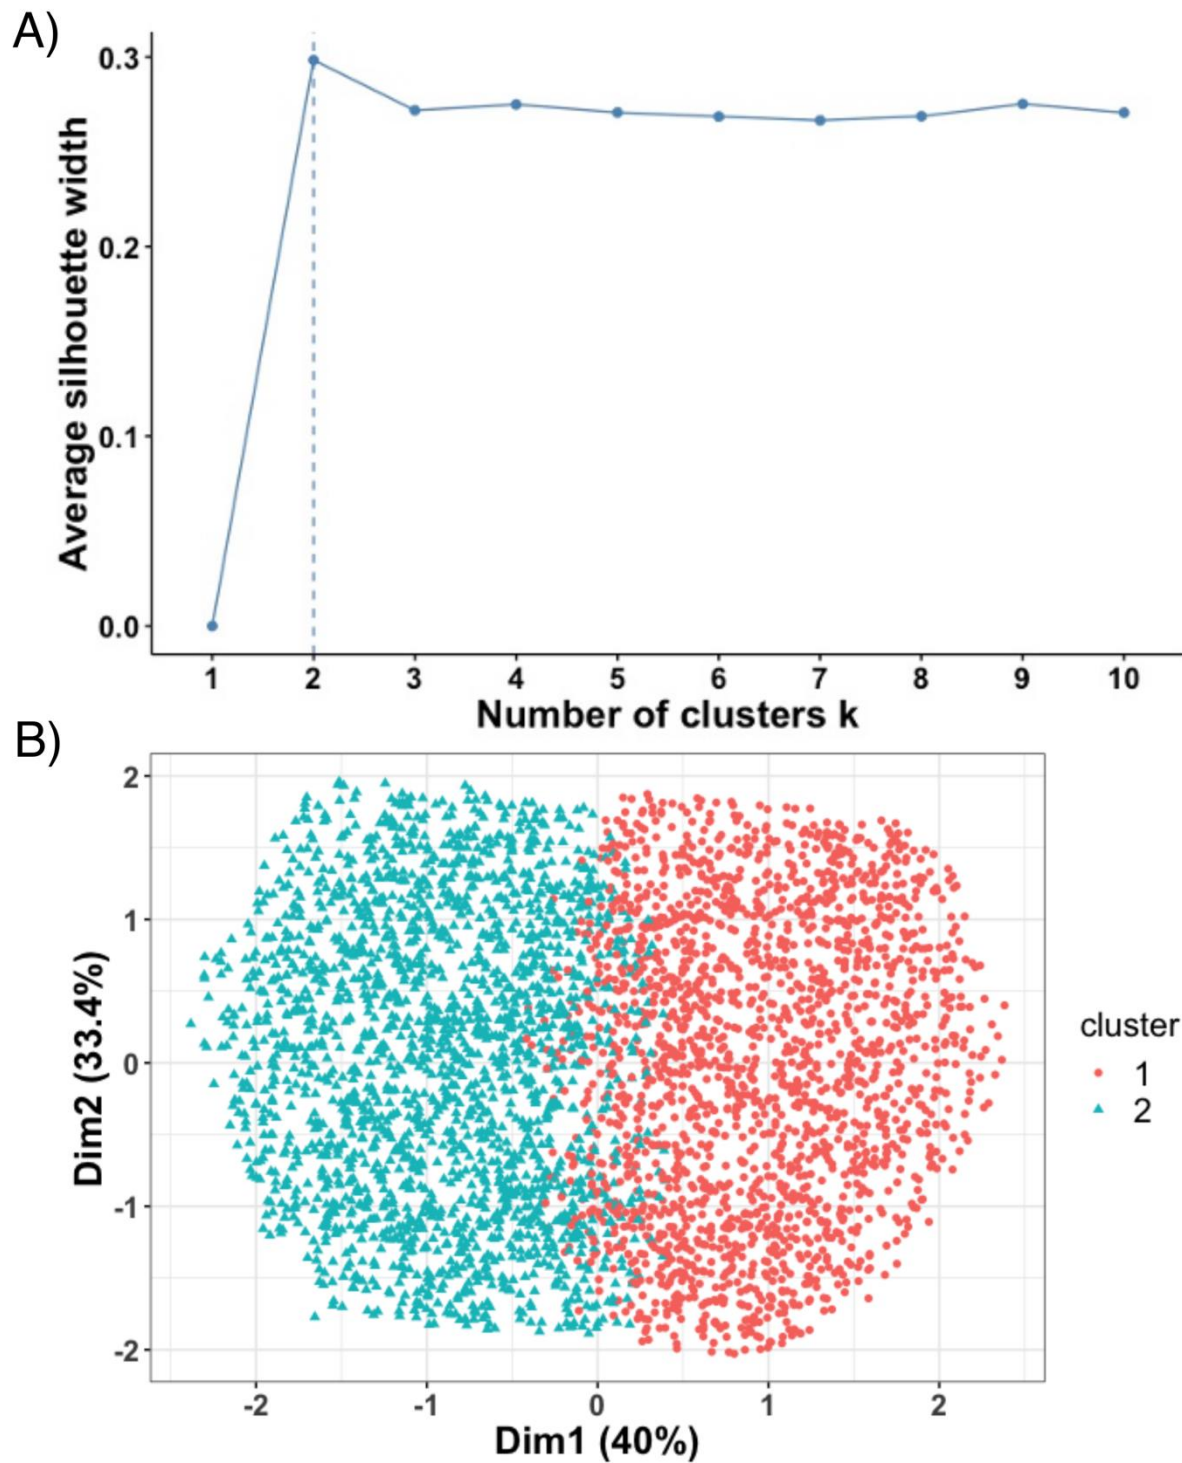 A)
Average silhouette width
0.3
0.2
0.1
0.0
1 2 3 4 5 6 7 8 9 10
Number of clusters k
B)
Dim2 (33.4%)
2
1
0
-1
-2
-2 -1 0 1 2
Dim1 (40%)
cluster
1
2